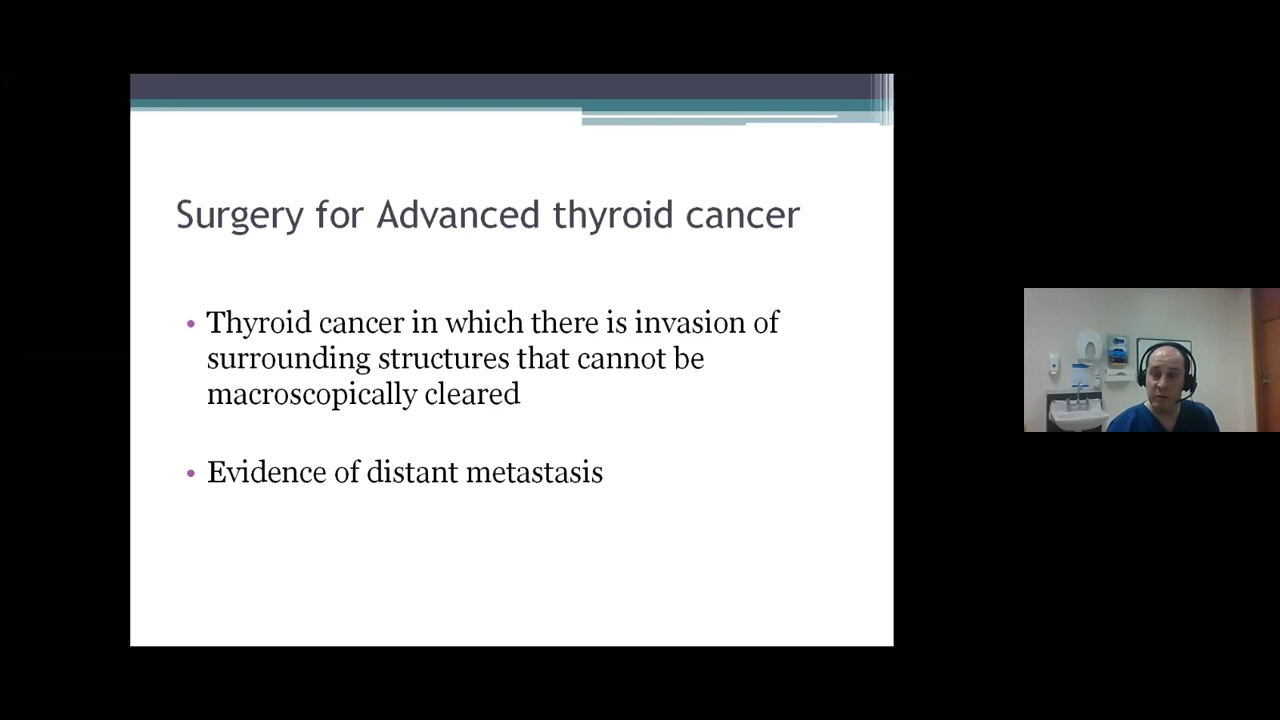 Surgery for Advanced thyroid cancer
• Thyroid cancer in which there is invasion of
surrounding structures that cannot be
macroscopically cleared
• Evidence of distant metastasis